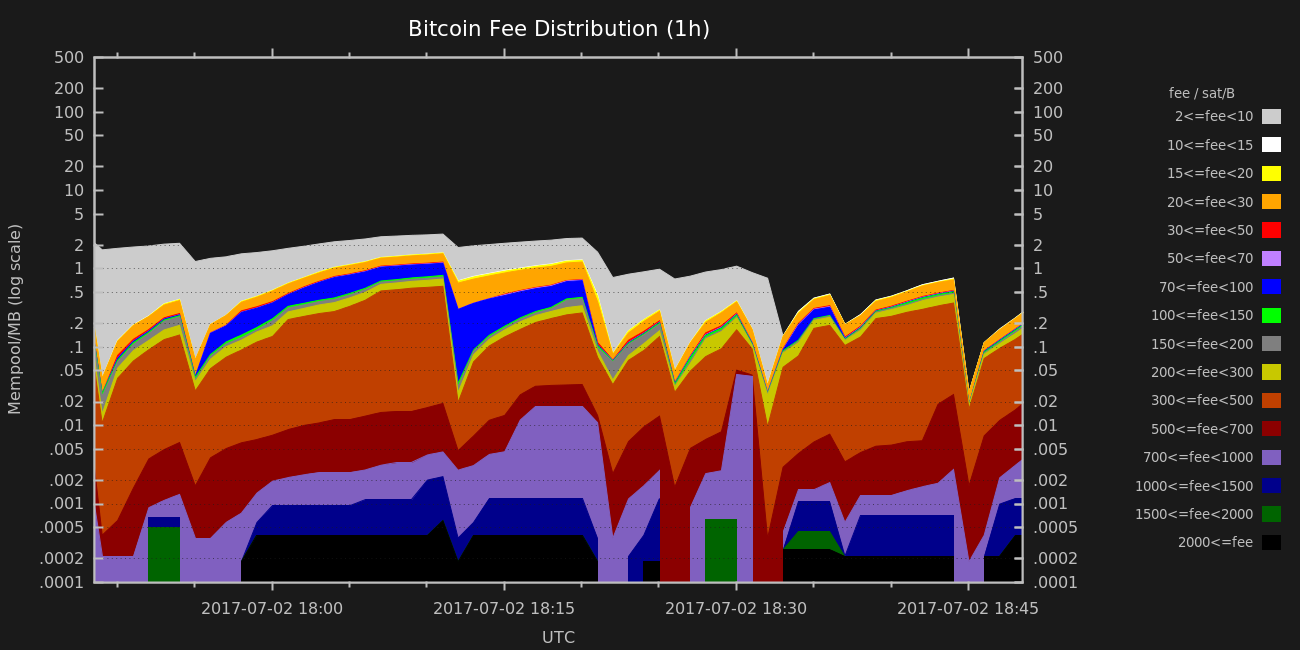 Bitcoin Fee Distribution (1h)
500 500
200 200
100 100
50 50
20 20
10 10
5 5
2 2
1 1
.5 .5
.2 .2
.1 .1
.05 .05
.02 .02
.01 .01
.005 .005
.002 .002
.001 .001
.0005 .0005
.0002 .0002
.0001 .0001
Mempool/MB (log scale)
2017-07-02 18:00 2017-07-02 18:15 2017-07-02 18:30 2017-07-02 18:45
UTC
fee / sat/B
2<=fee<10
10<=fee<15
15<=fee<20
20<=fee<30
30<=fee<50
50<=fee<70
70<=fee<100
100<=fee<150
150<=fee<200
200<=fee<300
300<=fee<500
500<=fee<700
700<=fee<1000
1000<=fee<1500
1500<=fee<2000
2000<=fee